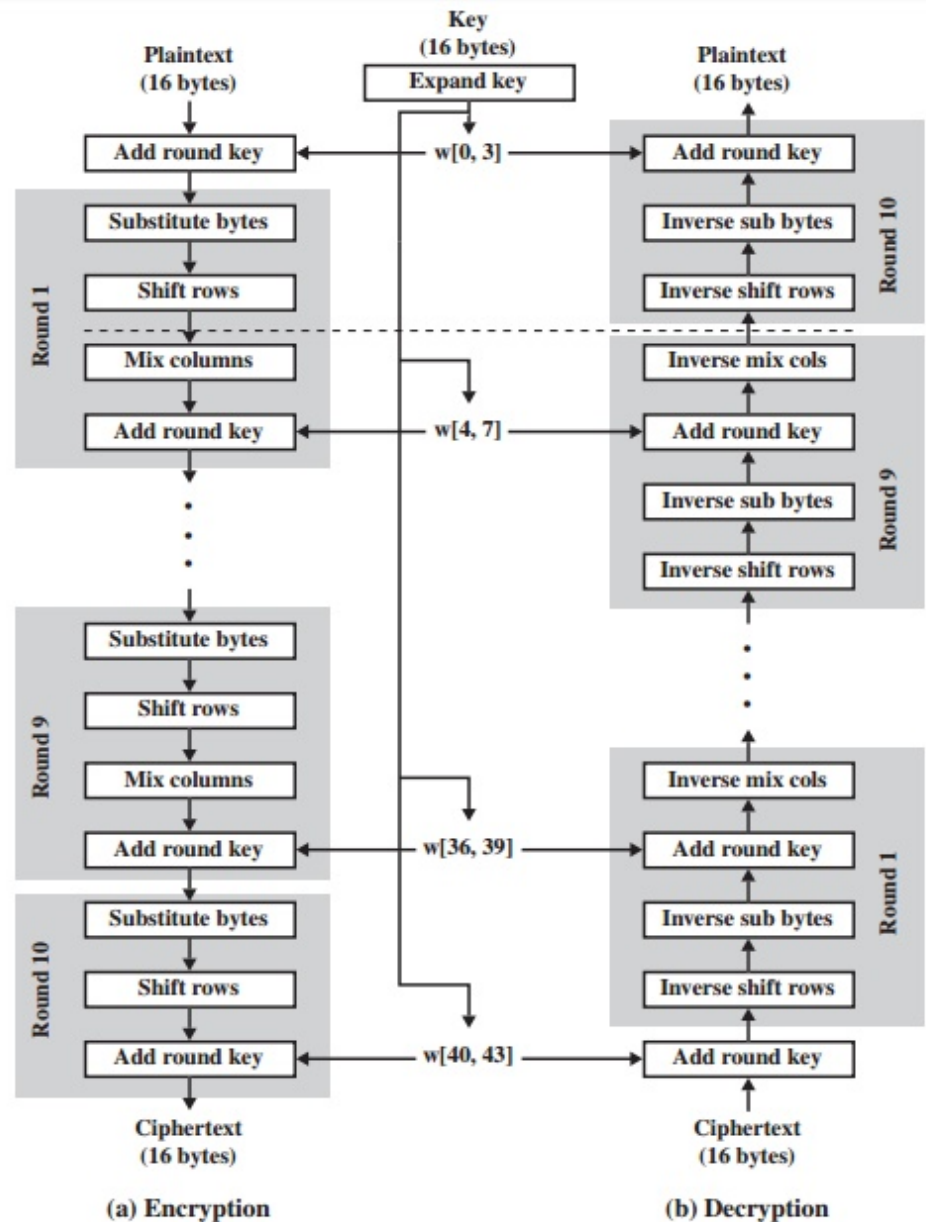 Key
(16 bytes)
Expand key
Plaintext
(16 bytes)
Add round key
Round 1
Substitute bytes
Shift rows
Mix columns
Add round key
Round 9
Substitute bytes
Shift rows
Mix columns
Add round key
Round 10
Substitute bytes
Shift rows
Add round key
Ciphertext
(16 bytes)
(a) Encryption
w[0, 3]
w[4, 7]
w[36, 39]
w[40, 43]
Plaintext
(16 bytes)
Add round key
Inverse sub bytes
Inverse shift rows
Round 10
Inverse mix cols
Add round key
Inverse sub bytes
Inverse shift rows
Round 9
Inverse mix cols
Add round key
Inverse sub bytes
Inverse shift rows
Round 1
Add round key
Ciphertext
(16 bytes)
(b) Decryption